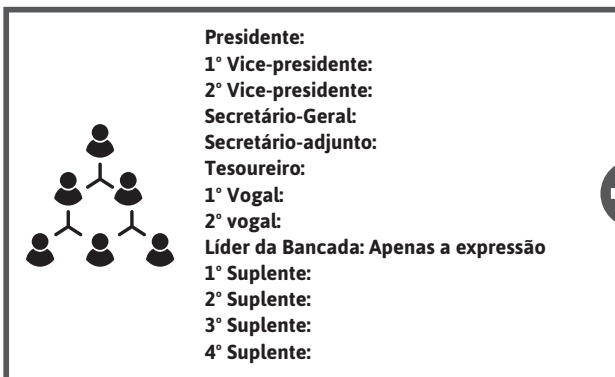 Presidente:
1° Vice-presidente:
2° Vice-presidente:
Secretário-Geral:
Secretário-adjunto:
Tesoureiro:
1° Vogal:
2° vogal:
Líder da Bancada: Apenas a expressão
1° Suplente:
2° Suplente:
3° Suplente:
4° Suplente: